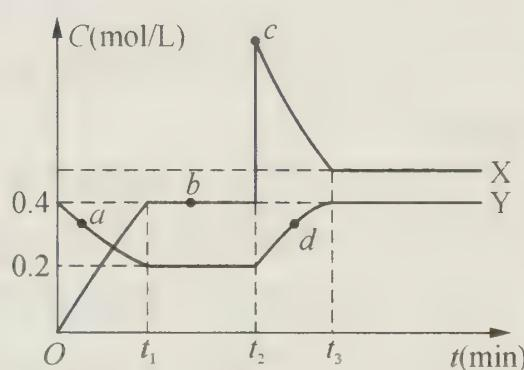 C(mol/L)
c
X
b
Y
0.4
a
d
0.2
O
t₁
t₂
t₃
t(min)